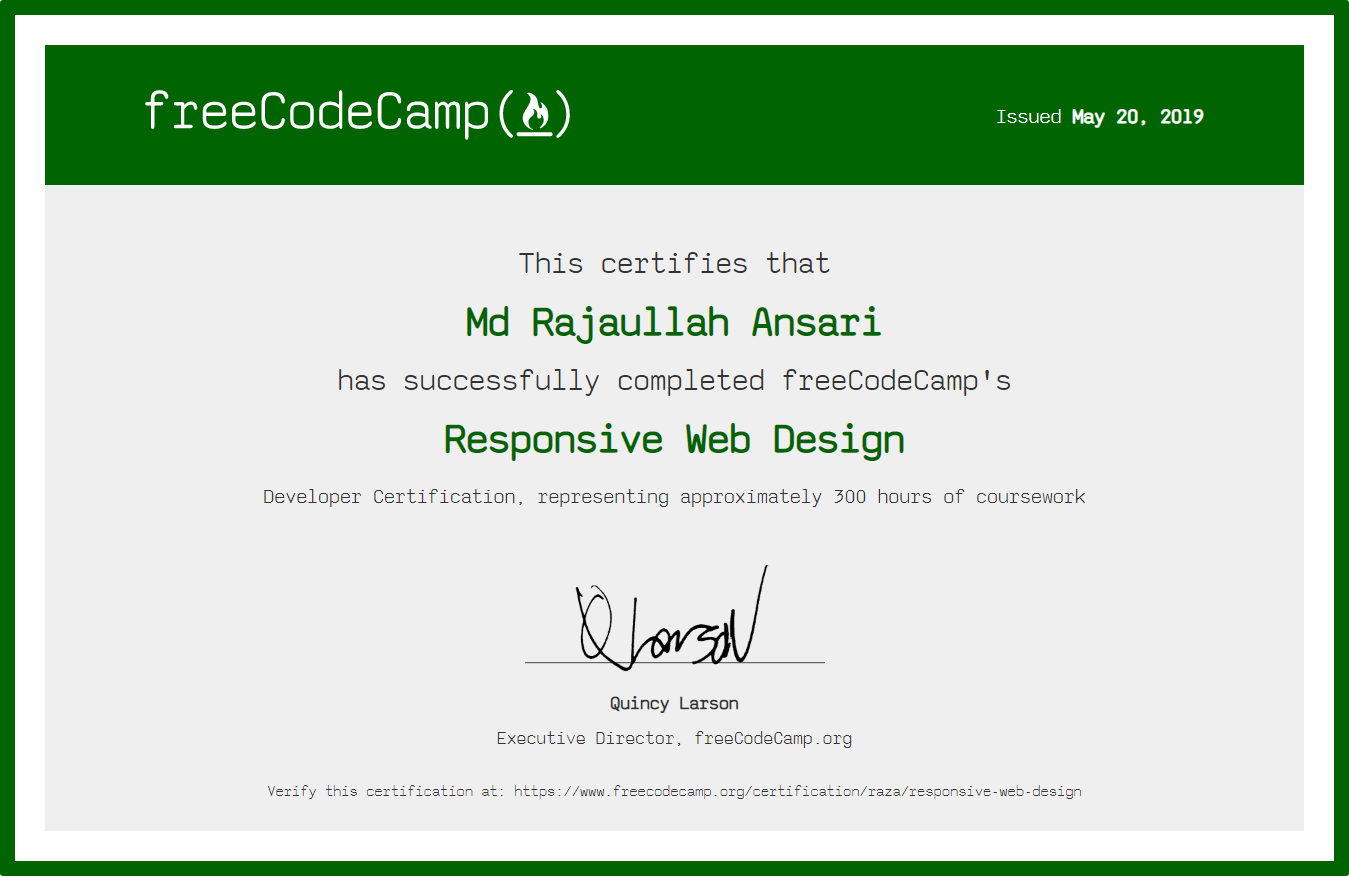 freeCodeCamp(🔥)
Issued May 20, 2019
This certifies that
Md Rajaullah Ansari
has successfully completed freeCodeCamp's
Responsive Web Design
Developer Certification, representing approximately 300 hours of coursework
Q Larson
Quincy Larson
Executive Director, freeCodeCamp.org
Verify this certification at: https://www.freecodecamp.org/certification/raza/responsive-web-design